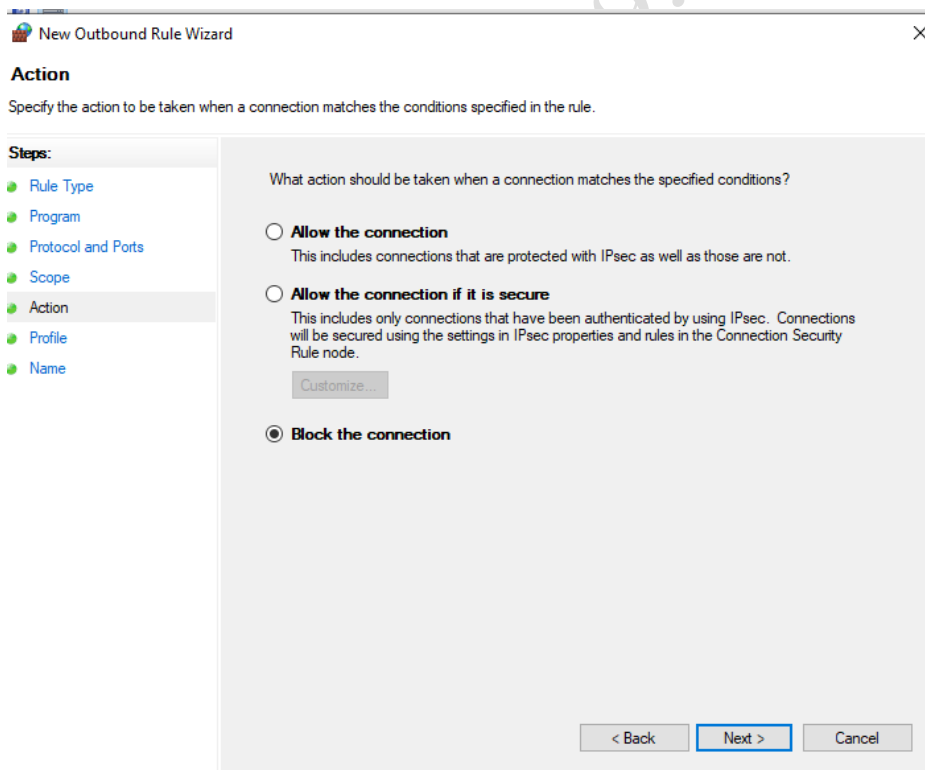 New Outbound Rule Wizard
Action
Specify the action to be taken when a connection matches the conditions specified in the rule.
Steps:
Rule Type
Program
Protocol and Ports
Scope
Action
Profile
Name
What action should be taken when a connection matches the specified conditions?
Allow the connection
This includes connections that are protected with IPsec as well as those are not.
Allow the connection if it is secure
This includes only connections that have been authenticated by using IPsec. Connections
will be secured using the settings in IPsec properties and rules in the Connection Security
Rule node.
Customize...
Block the connection
< Back
Next >
Cancel